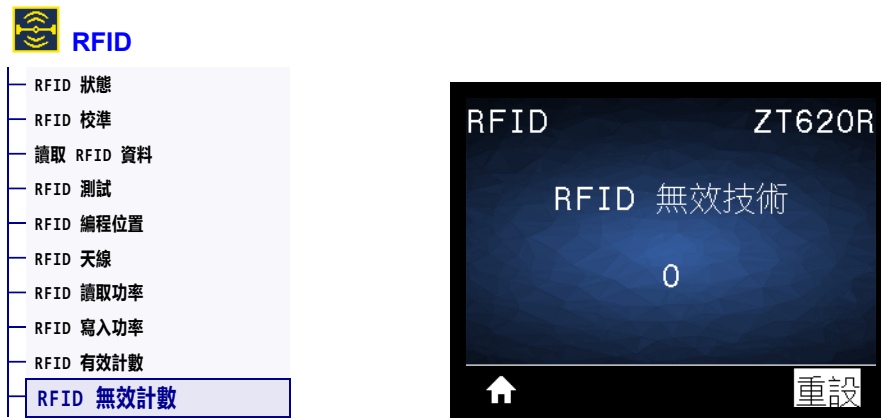 RFID
RFID 狀態
RFID 校準
讀取 RFID 資料
RFID 測試
RFID 編程位置
RFID 天線
RFID 讀取功率
RFID 寫入功率
RFID 有效計數
RFID 無效計數
RFID ZT620R
RFID 無效技術
0
重設